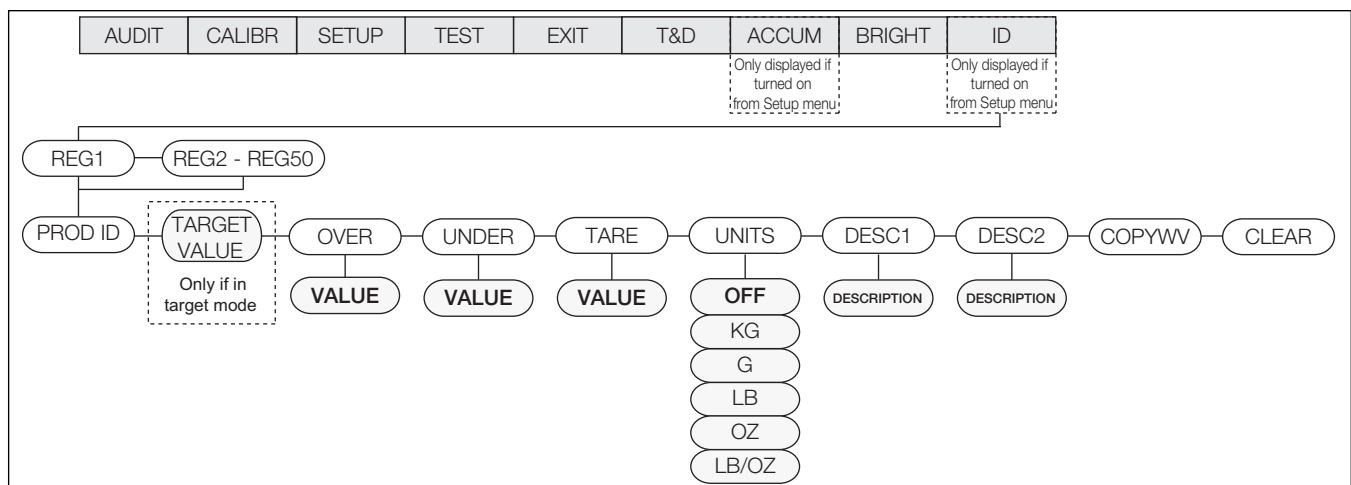 AUDIT CALIBR SETUP TEST EXIT T&D ACCUM BRIGHT ID
Only displayed if
turned on
from Setup menu
Only displayed if
turned on
from Setup menu
REG1 REG2 - REG50
PROD ID
TARGET
VALUE
Only if in
target mode
OVER UNDER TARE UNITS DESC1 DESC2 COPYWV CLEAR
VALUE VALUE VALUE OFF DESCRIPTION DESCRIPTION
KG
G
LB
OZ
LB/OZ